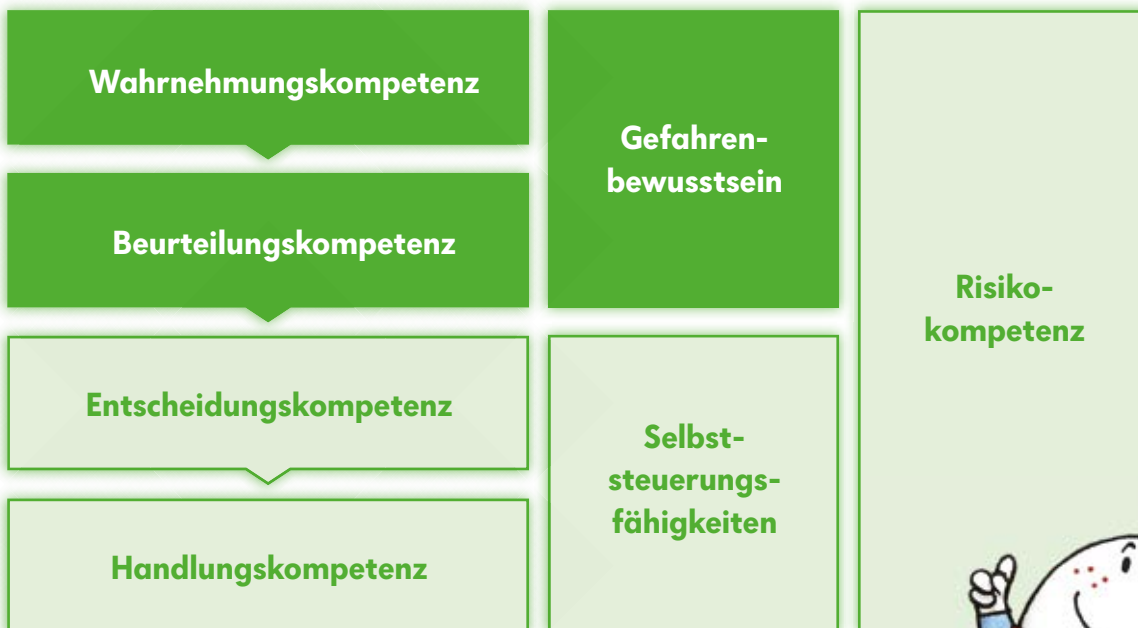 Wahrnehmungskompetenz
Beurteilungskompetenz
Entscheidungskompetenz
Handlungskompetenz
Gefahren-
bewusstsein
Selbst-
steuerungs-
fähigkeiten
Risiko-
kompetenz